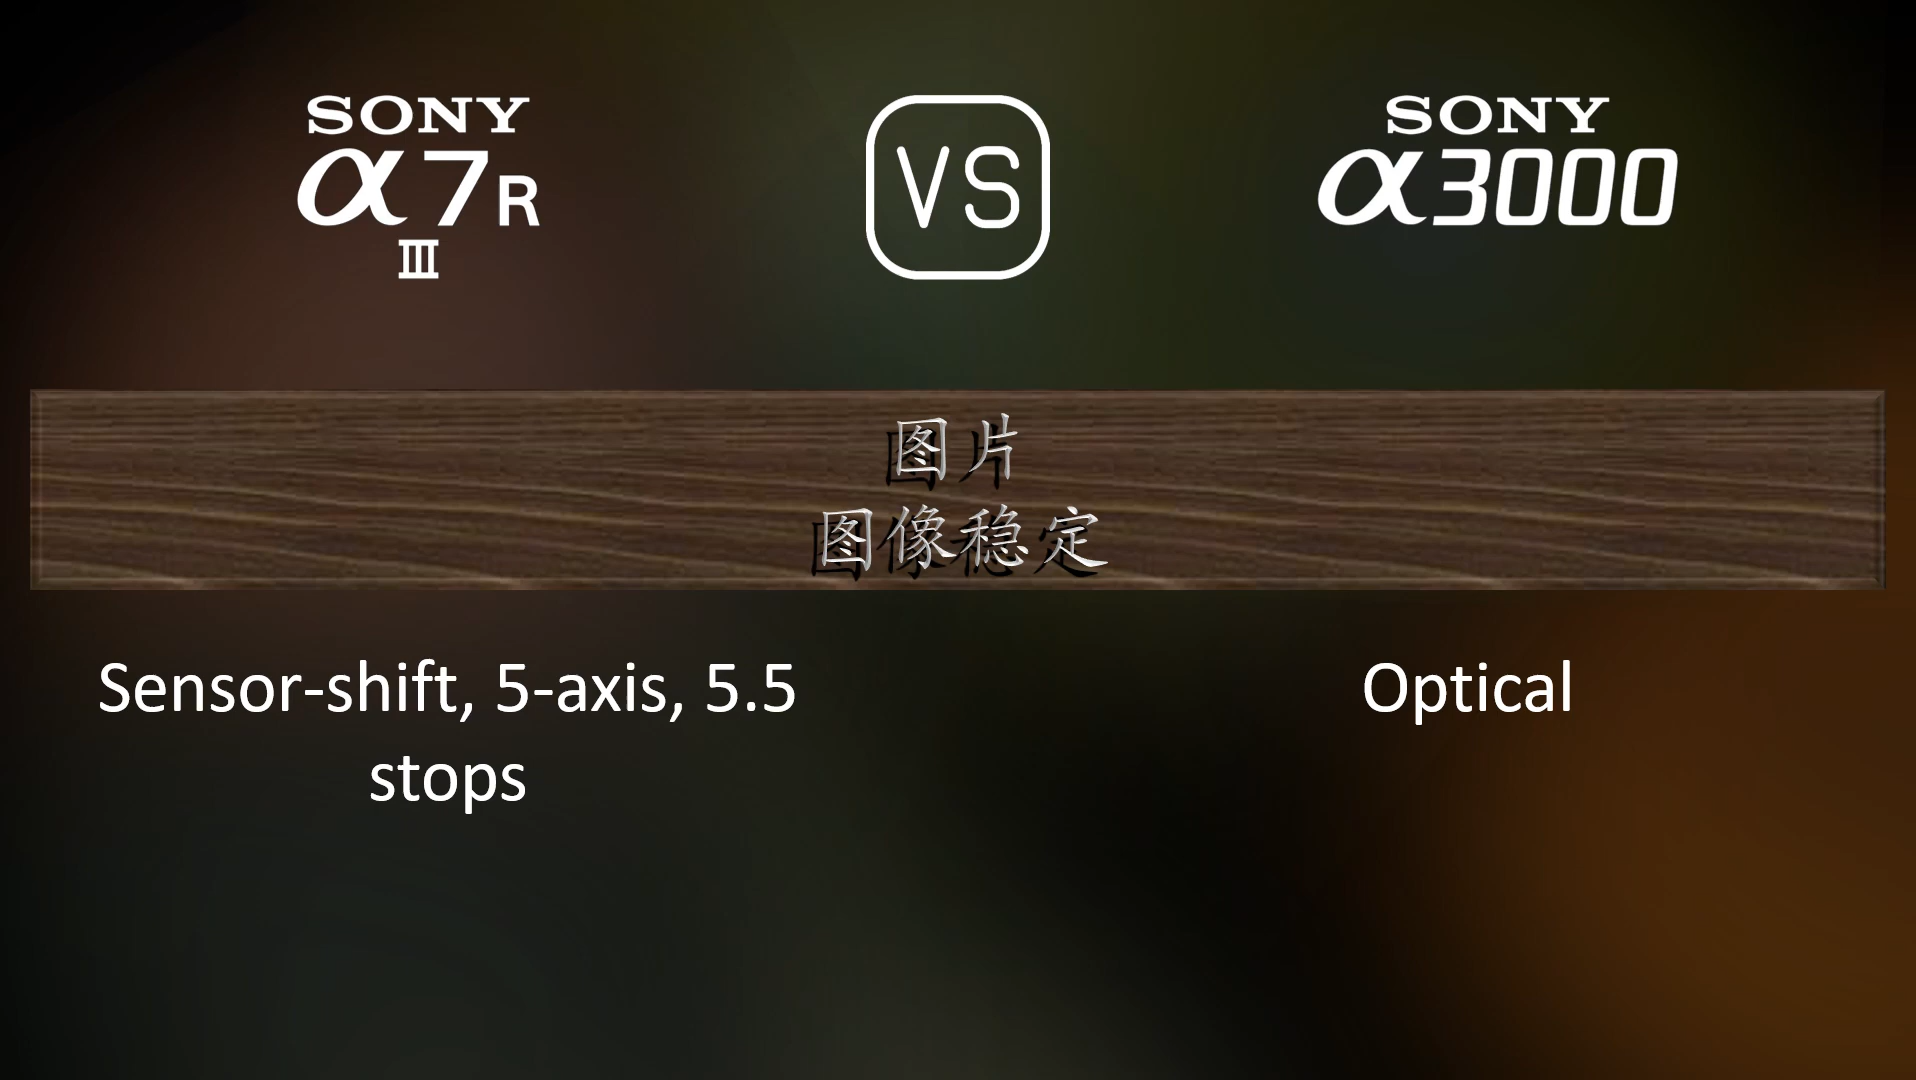 SONY
α7R
III
VS
SONY
α3000
图片
图像稳定
Sensor-shift, 5-axis, 5.5
stops
Optical